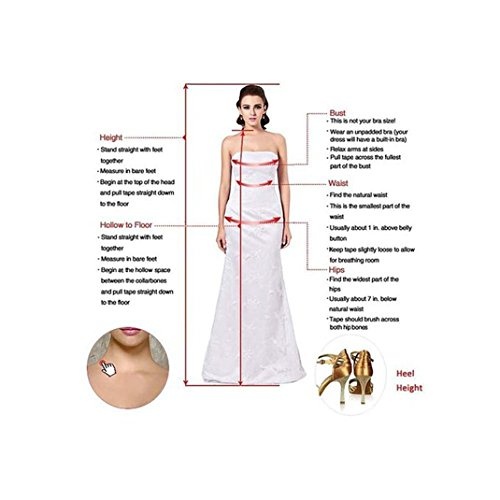 Height
- Stand straight with feet
together
- Measure in bare feet
- Begin at the top of the head
and pull tape straight down
to the floor
Hollow to Floor
- Stand straight with feet
together
- Measure in bare feet
- Begin at the hollow space
between the collarbones
and pull tape straight down
to the floor
Bust
- This is not your bra size!
- Wear an unpadded bra (your
dress will have a built-in bra)
- Relax arms at sides
- Pull tape across the fullest
part of the bust
Waist
- Find the natural waist
- This is the smallest part of the
waist
- Usually about 1 in. above belly
button
- Keep tape slightly loose to allow
for breathing room
Hips
- Find the widest part of the
hips
- Usually about 7 in. below
natural waist
- Tape should brush across
both hip bones
Heel
Height